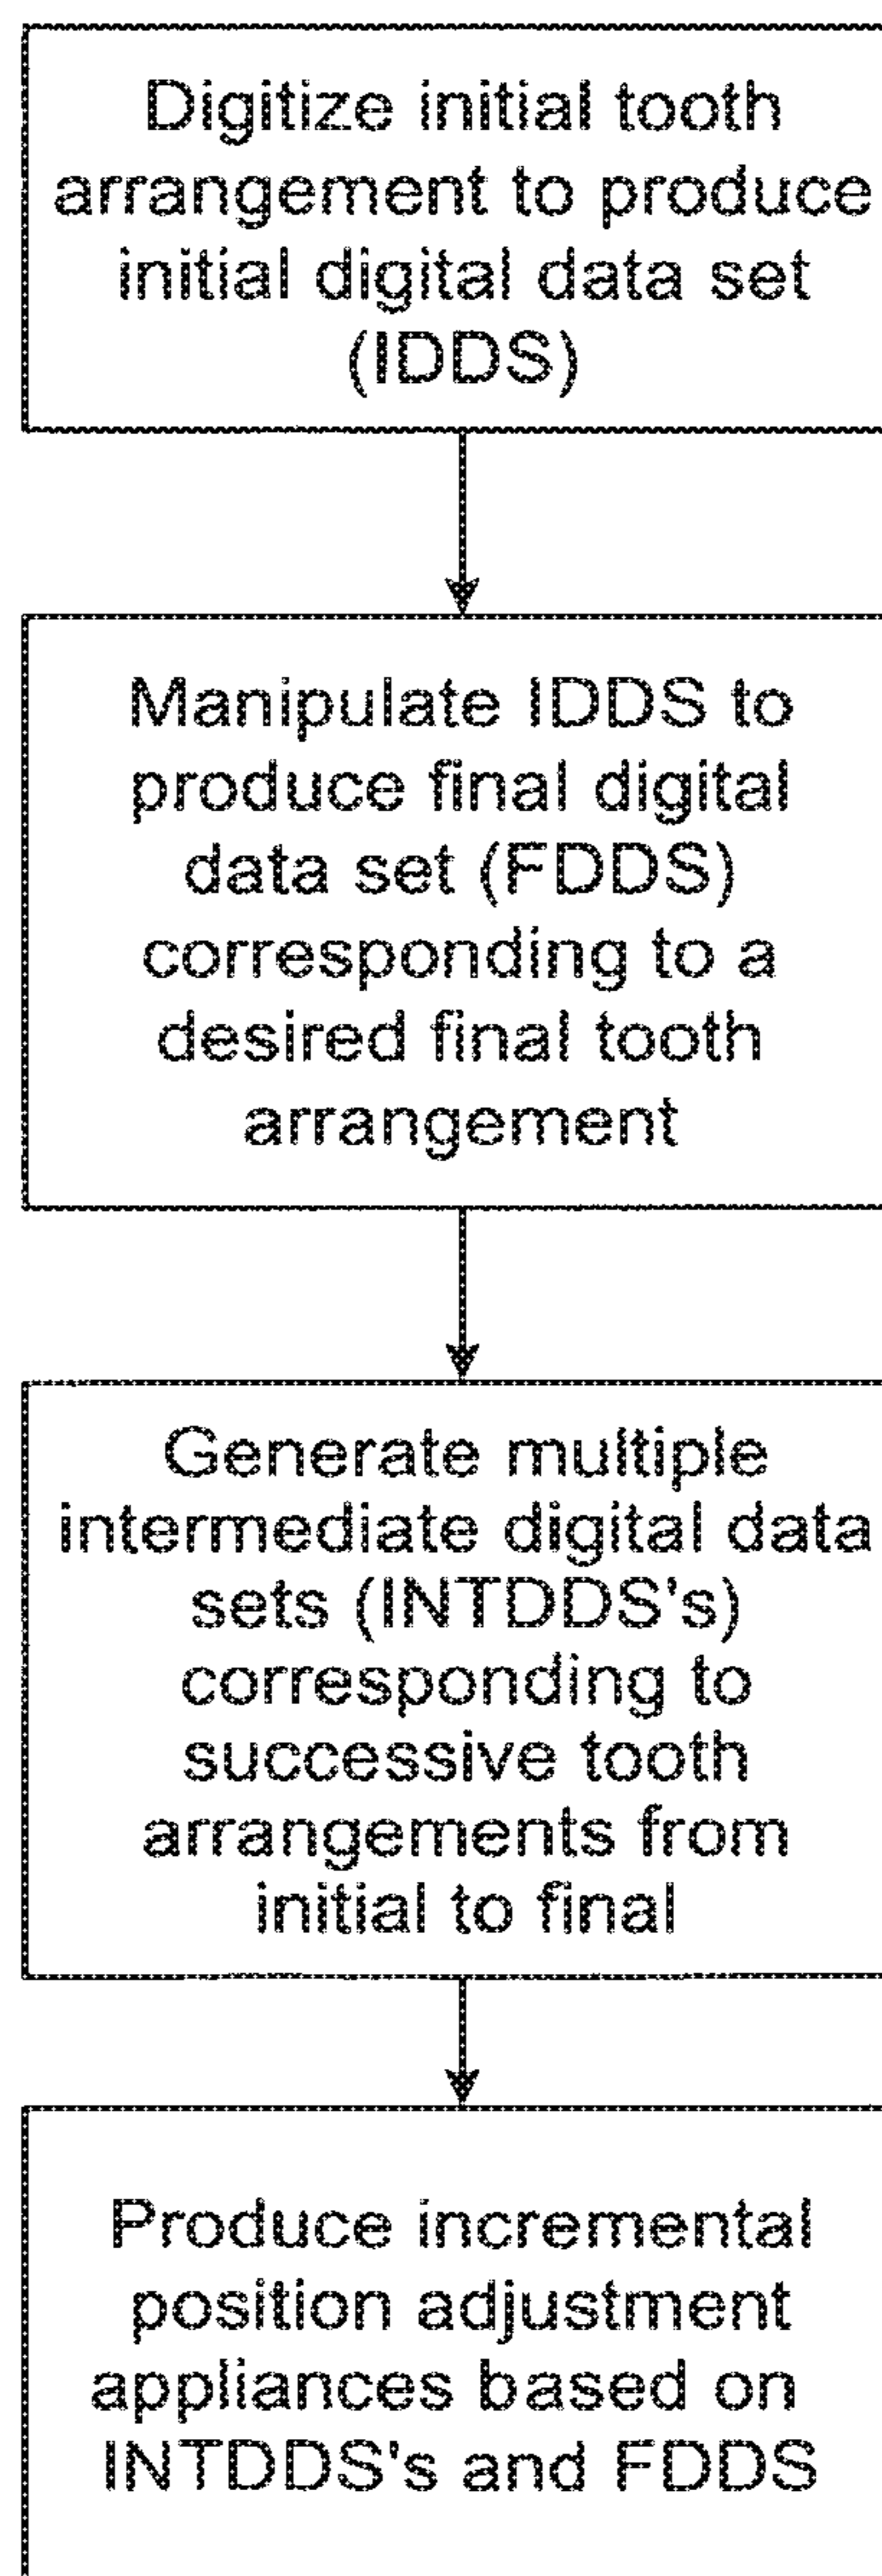 Digitize initial tooth
arrangement to produce
initial digital data set
(IDDS)
Manipulate IDDS to
produce final digital
data set (FDDS)
corresponding to a
desired final tooth
arrangement
Generate multiple
intermediate digital data
sets (INTDDS's)
corresponding to
successive tooth
arrangements from
initial to final
Produce incremental
position adjustment
appliances based on
INTDDS's and FDDS